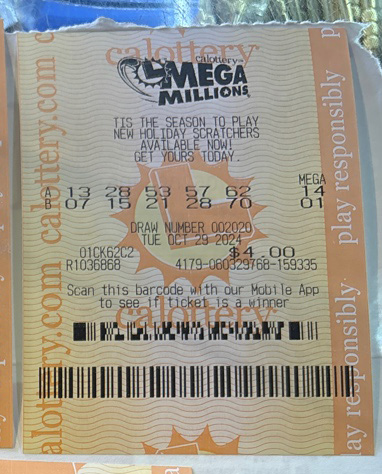 calottery
calottery
MEGA
MILLIONS
TIS THE SEASON TO PLAY
NEW HOLIDAY SCRATCHERS
AVAILABLE NOW!
GET YOURS TODAY.
MEGA
A 13 28 53 57 62 14
B 07 15 21 28 70 01
DRAW NUMBER 002020
TUE OCT 29 2024
01CK62C2 $4.00
R1036868 4179-060329768-159335
Scan this barcode with our Mobile App
to see if ticket is a winner
calottery
alottery.com calottery.com c
lay responsibly play responsibly p